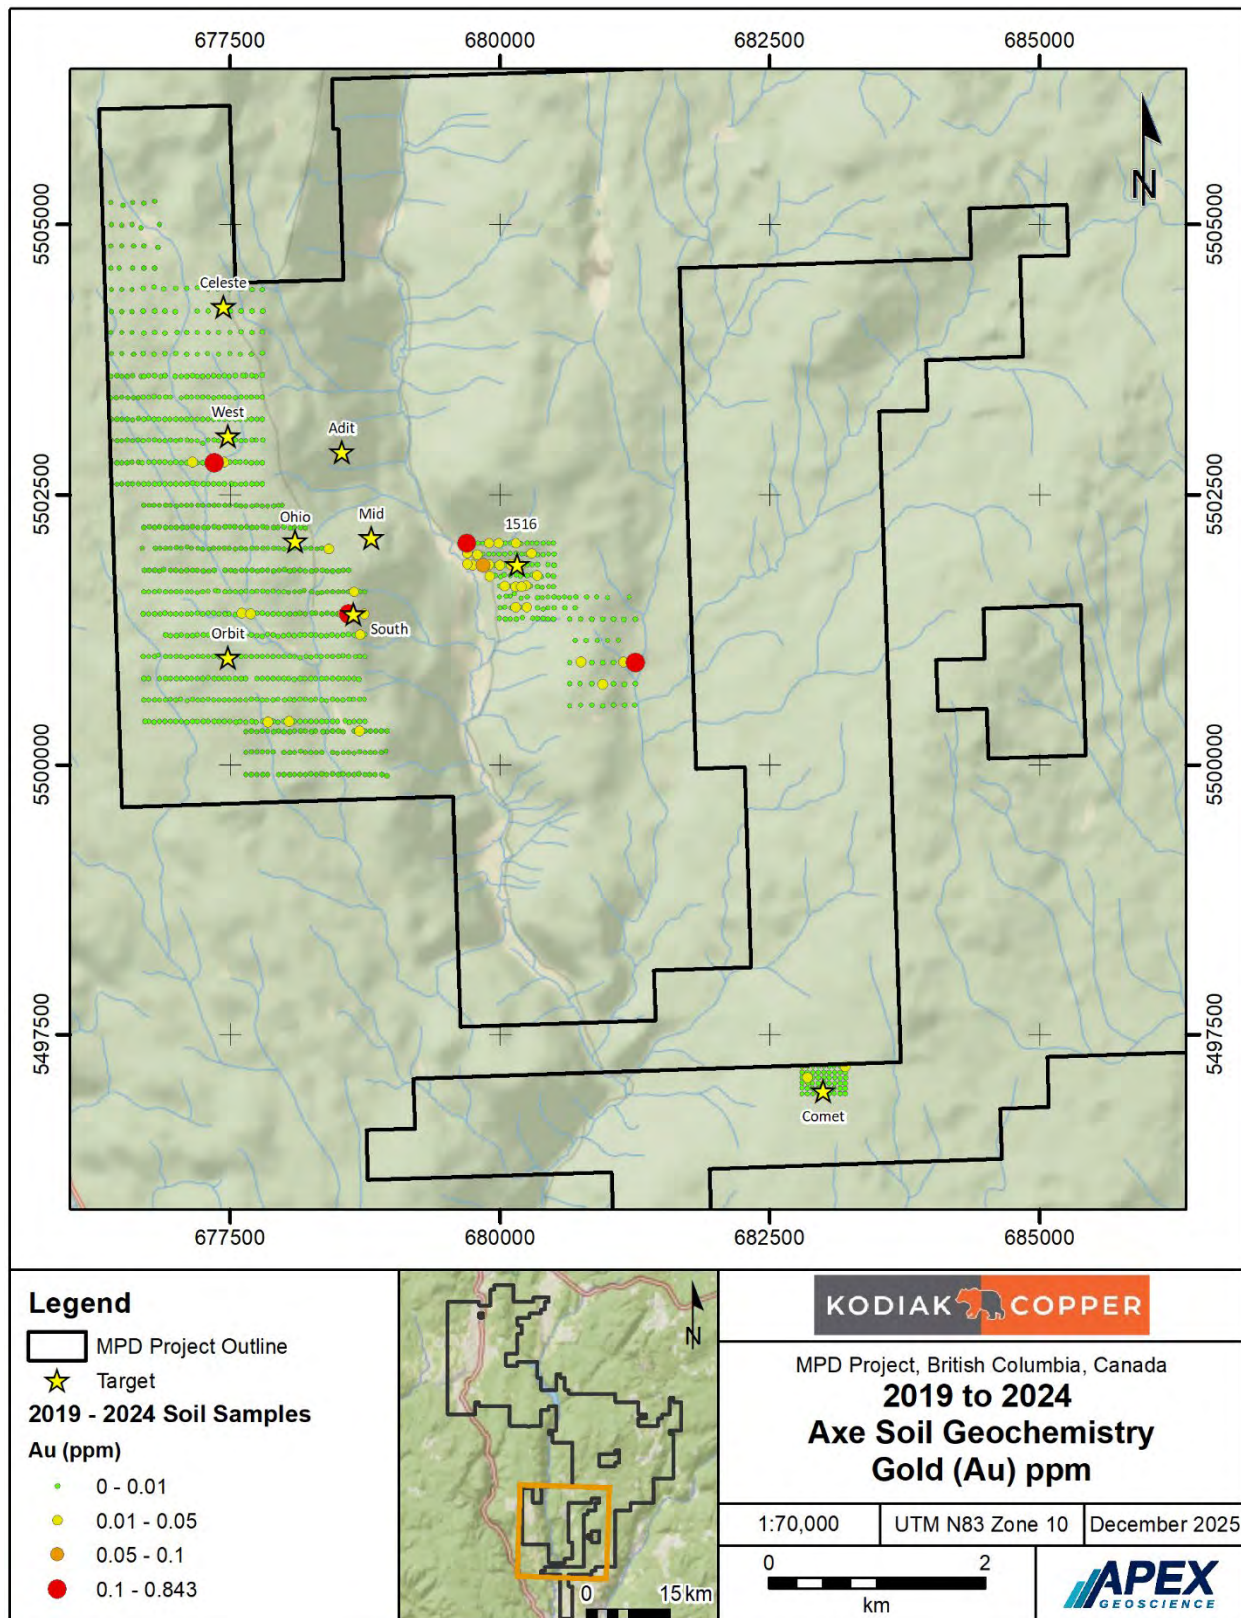 677500 680000 682500 685000
N
5505000 5505000
Celeste
West
Adit
5502500 5502500
Ohio Mid 1516
South
Orbit
5500000 5500000
5497500 5497500
Comet
677500 680000 682500 685000
Legend
MPD Project Outline
Target
2019 - 2024 Soil Samples
Au (ppm)
0 - 0.01
0.01 - 0.05
0.05 - 0.1
0.1 - 0.843
N
0 15 km
KODIAK COPPER
MPD Project, British Columbia, Canada
2019 to 2024
Axe Soil Geochemistry
Gold (Au) ppm
1:70,000 UTM N83 Zone 10 December 2025
0 2
km
APEX
GEOSCIENCE